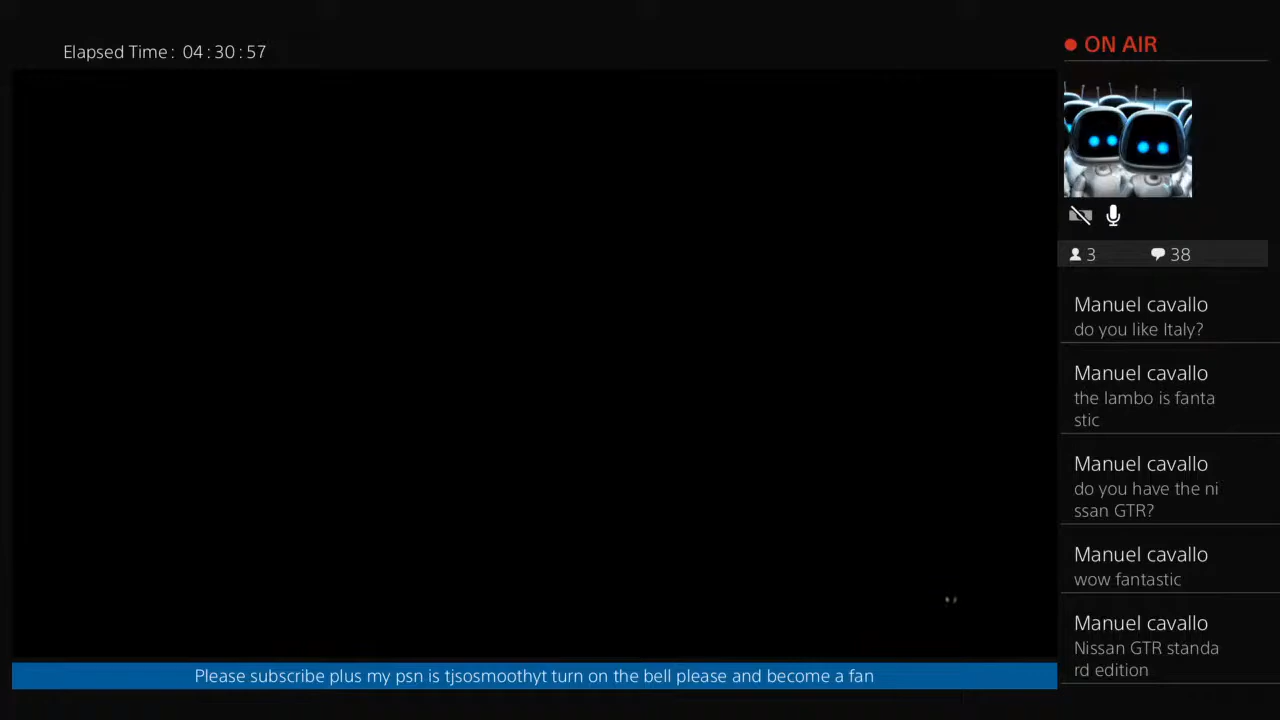 Elapsed Time: 04:30:57
ON AIR
3 38
Manuel cavallo
do you like Italy?
Manuel cavallo
the lambo is fanta
stic
Manuel cavallo
do you have the ni
ssan GTR?
Manuel cavallo
wow fantastic
Manuel cavallo
Nissan GTR standa
rd edition
Please subscribe plus my psn is tjsosmoothyt turn on the bell please and become a fan